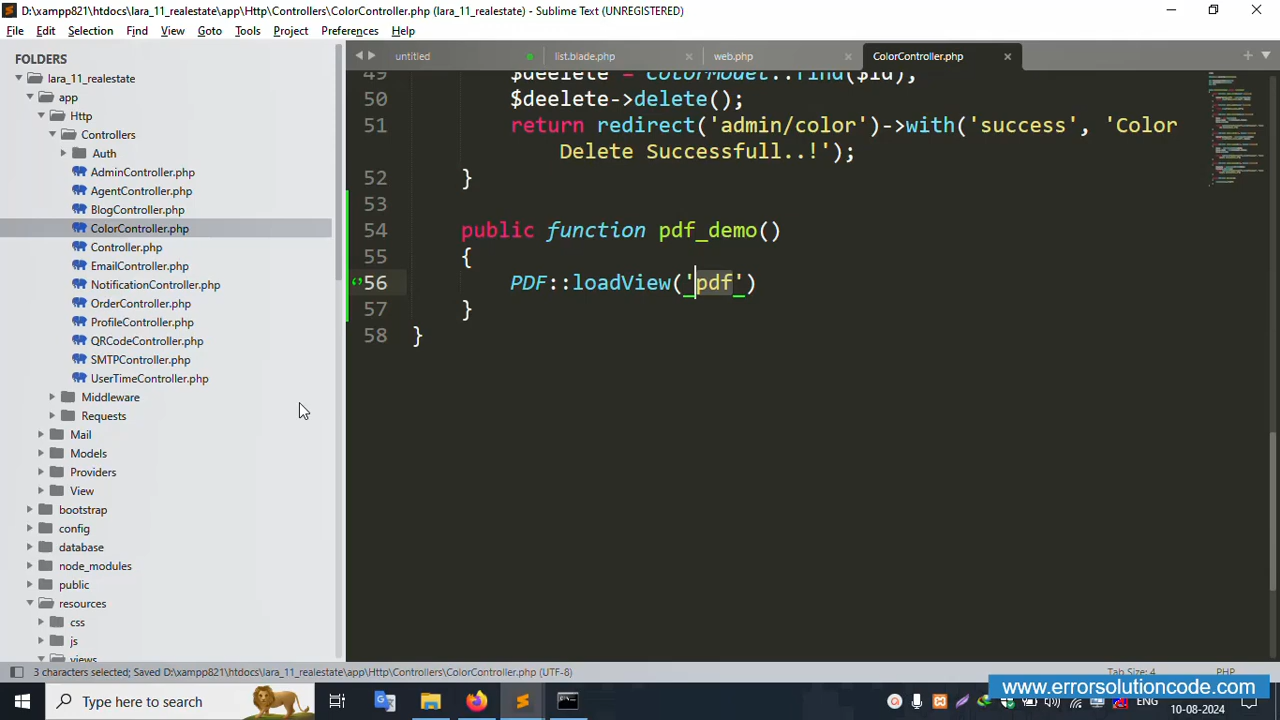 D:\xampp821\htdocs\lara_11_realestate\app\Http\Controllers\ColorController.php (lara_11_realestate) - Sublime Text (UNREGISTERED)
File Edit Selection Find View Goto Tools Project Preferences Help
FOLDERS
lara_11_realestate
app
Http
Controllers
Auth
AdminController.php
AgentController.php
BlogController.php
ColorController.php
Controller.php
EmailController.php
NotificationController.php
OrderController.php
ProfileController.php
QRCodeController.php
SMTPController.php
UserTimeController.php
Middleware
Requests
Mail
Models
Providers
View
bootstrap
config
database
node_modules
public
resources
css
js
views
untitled list.blade.php web.php ColorController.php
49 $deelete = ColorModel::find($id);
50 $deelete->delete();
51 return redirect('admin/color')->with('success', 'Color
Delete Successfull..!');
52 }
53
54 public function pdf_demo()
55 {
56 PDF::loadView('pdf')
57 }
58 }
3 characters selected; Saved D:\xampp821\htdocs\lara_11_realestate\app\Http\Controllers\ColorController.php (UTF-8) Tab Size: 4 PHP
www.errorsolutioncode.com
Type here to search
ENG
10-08-2024